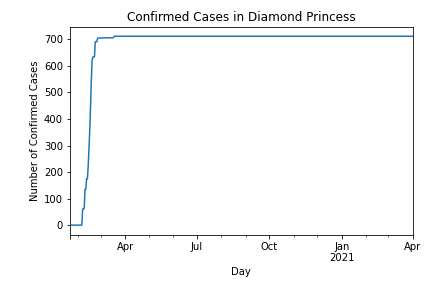 Confirmed Cases in Diamond Princess
Number of Confirmed Cases
700
600
500
400
300
200
100
0
Apr Jul Oct Jan Apr
2021
Day